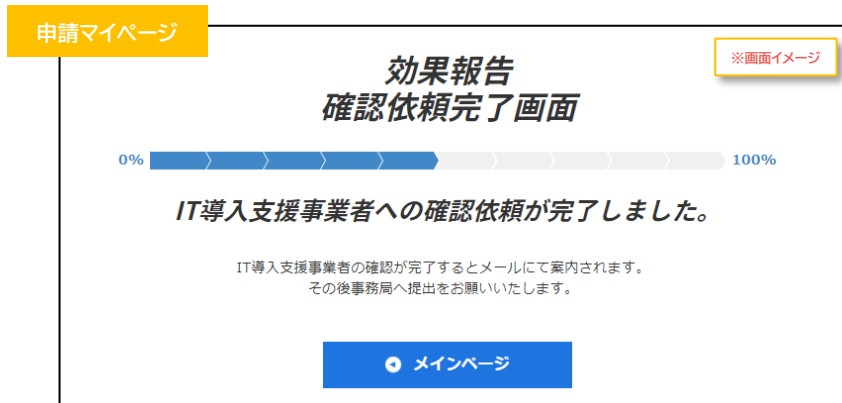 申請マイページ
※画面イメージ
効果報告
確認依頼完了画面
0% 100%
IT導入支援事業者への確認依頼が完了しました。
IT導入支援事業者の確認が完了するとメールにて案内されます。
その後事務局へ提出をお願いいたします。
メインページ